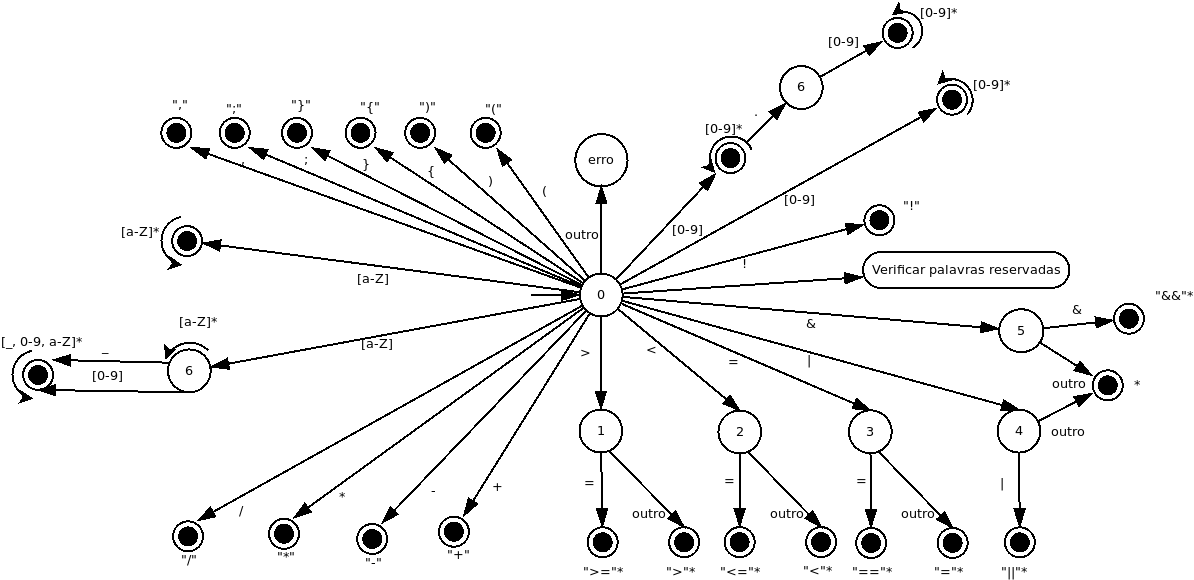 [0-9]*
[0-9]
6
[0-9]*
"," ";" "}" "{" ")" "("
.
[0-9]*
, ; } { ) (
erro
outro
[0-9]
[0-9]
"!"
[a-Z]*
[a-Z]
!
Verificar palavras reservadas
0
"&&"*
&
&
5
[a-Z]*
[_, 0-9, a-Z]*
_
[0-9]
6
[a-Z]
> < = |
outro
*
1 2 3 4
outro
/ * - +
= outro = outro = outro |
"/" "*" "-" "+"
">="* ">"* "<="* "<"* "=="* "="* "||"*